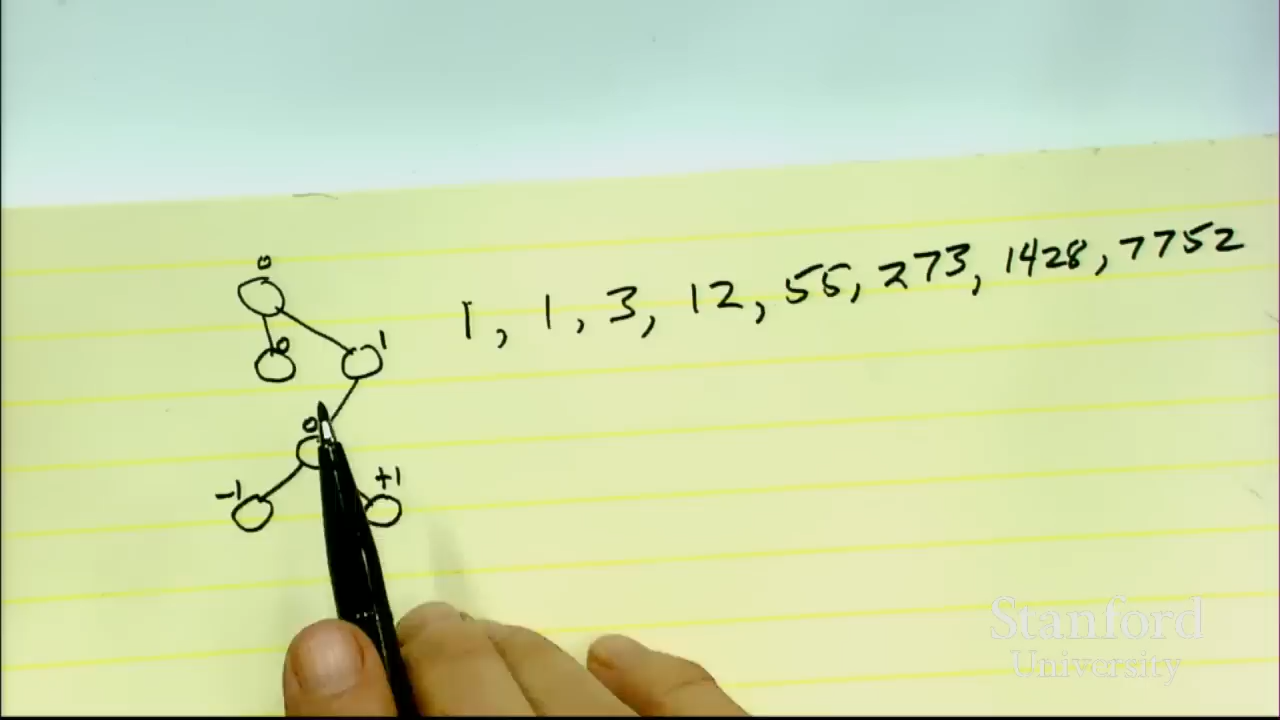 0
1, 1, 3, 12, 55, 273, 1428, 7752
0 1
0
-1 +1
Stanford
University